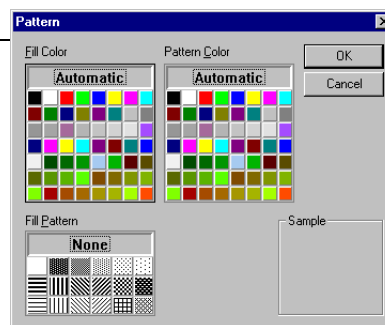 Pattern
Fill Color
Pattern Color
OK
Automatic
Automatic
Cancel
Fill Pattern
Sample
None